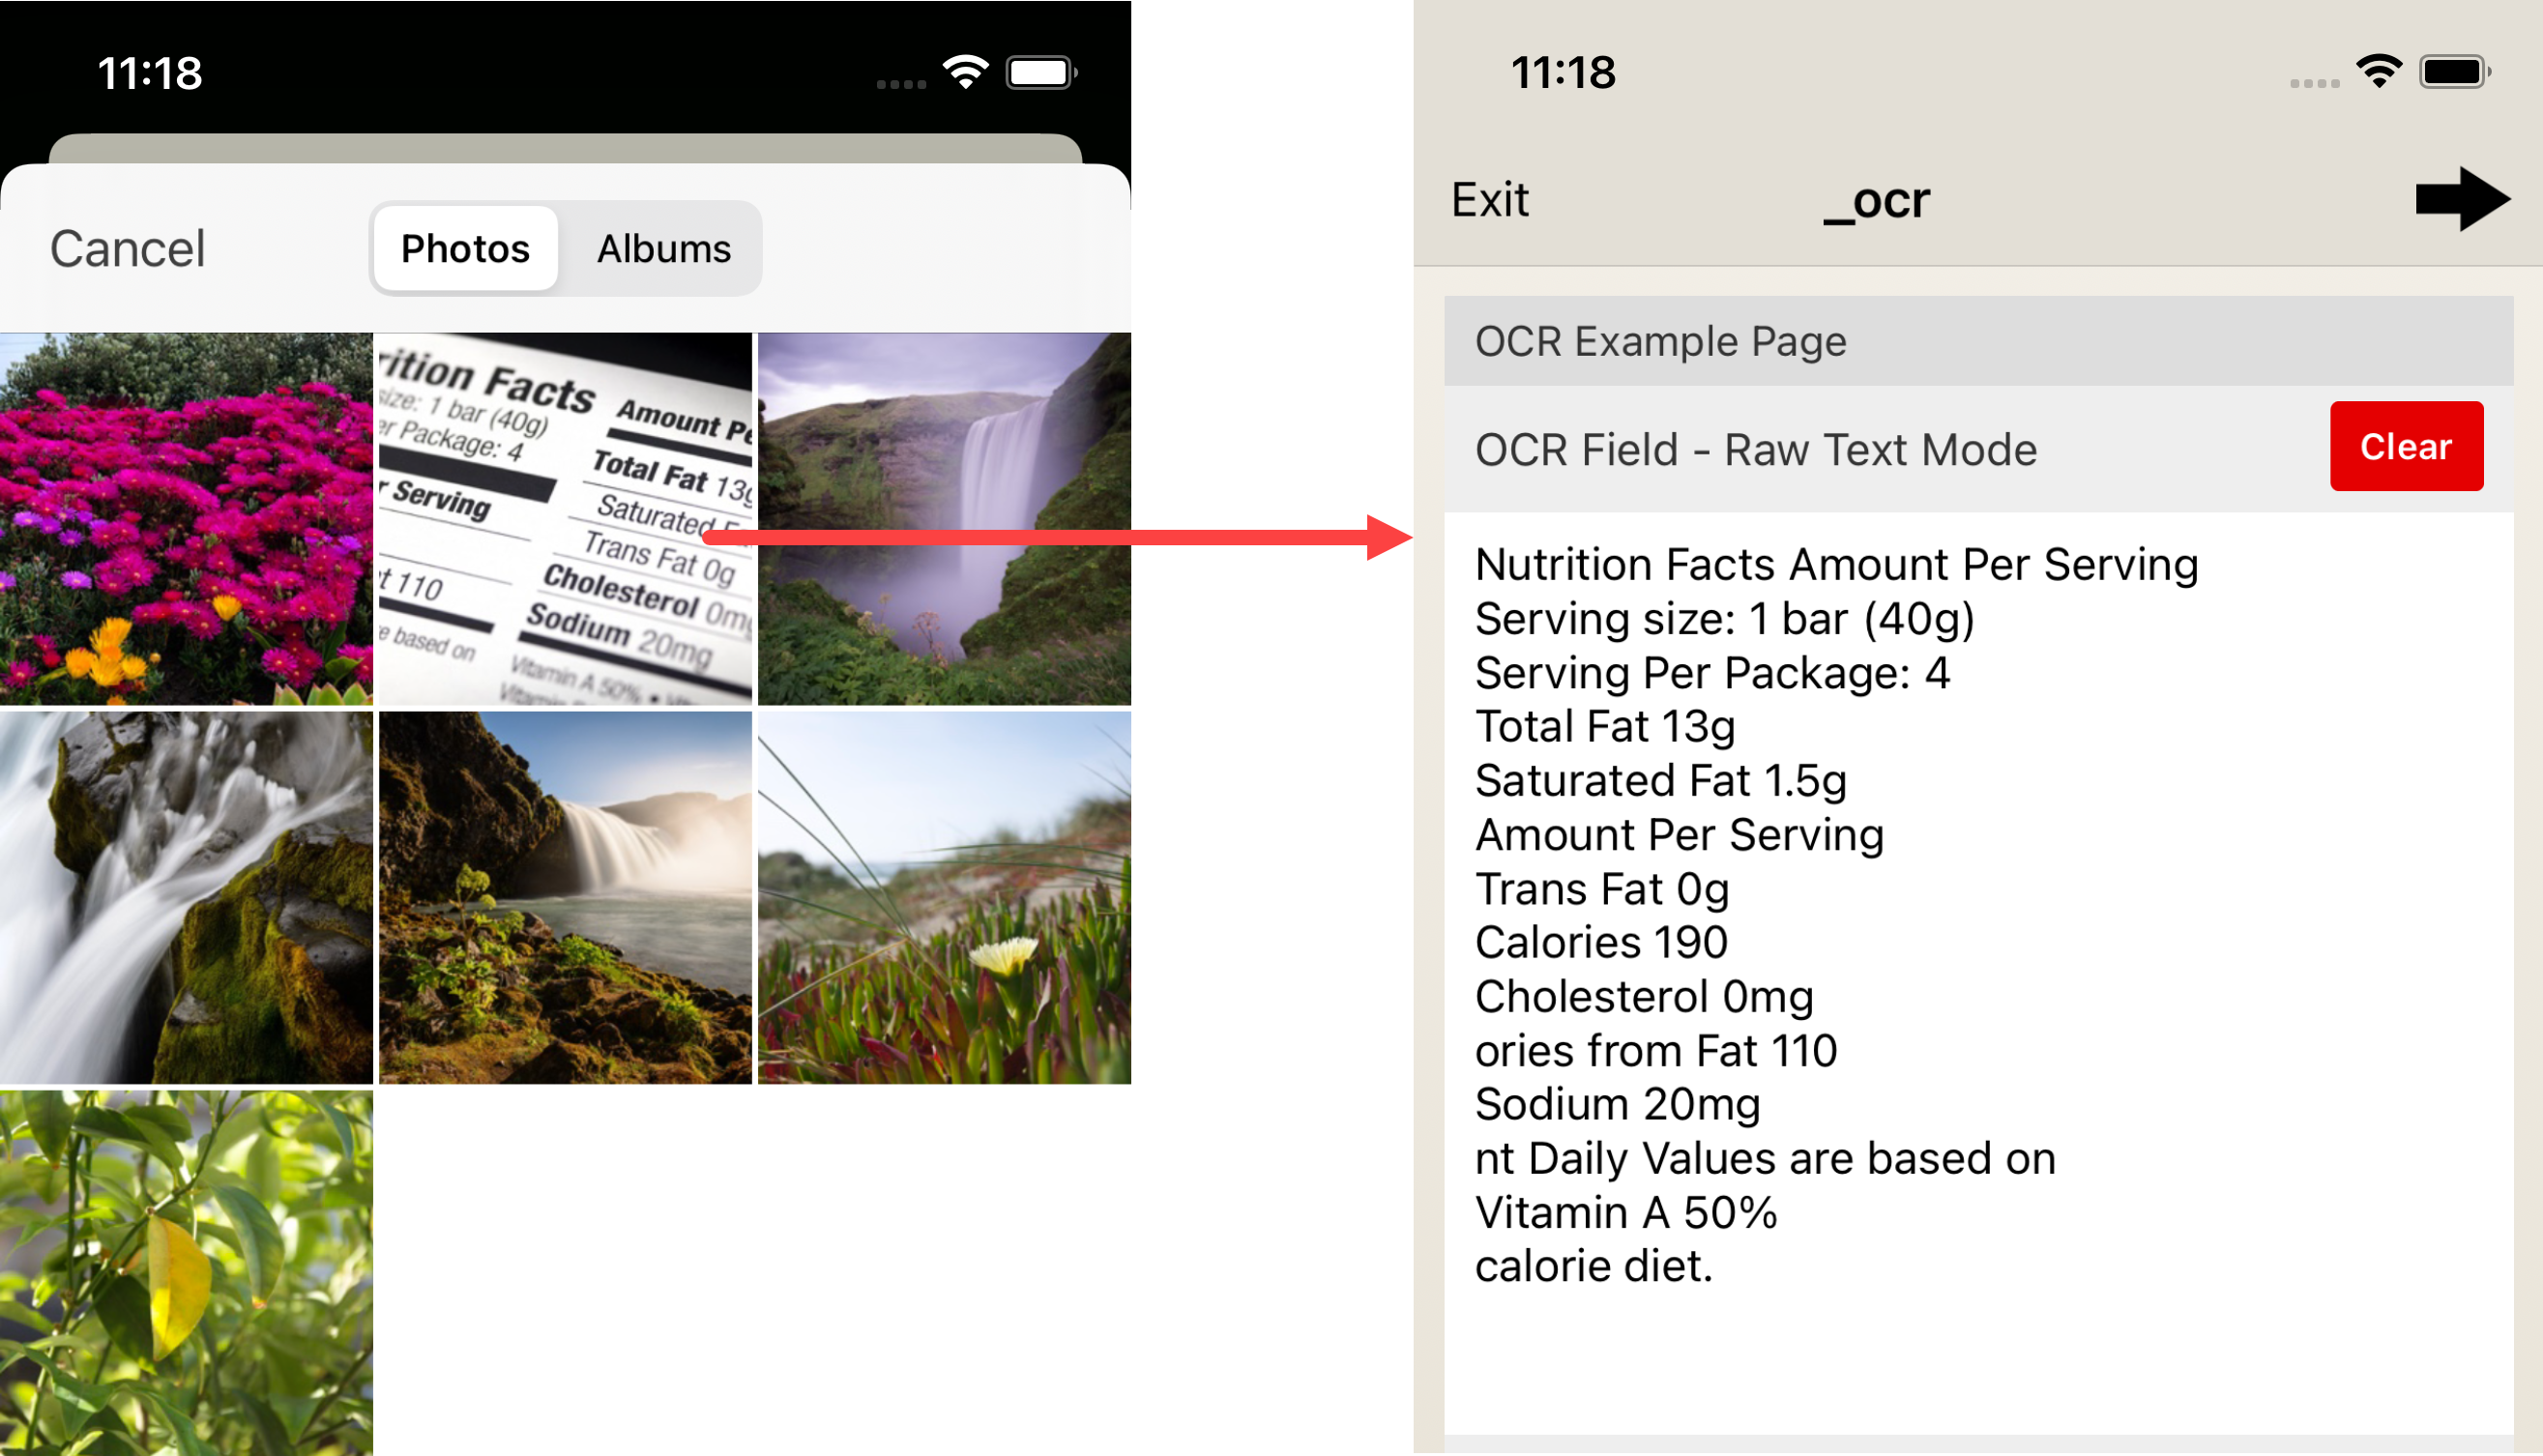 11:18
Cancel
Photos Albums
rition Facts
size: 1 bar (40g)
er Package: 4
r Serving
t 110
e based on
Amount Pe
Total Fat 13g
Saturated F
Trans Fat 0g
Cholesterol 0mg
Sodium 20mg
Vitamin A 50% •
11:18
Exit
_ocr
OCR Example Page
OCR Field - Raw Text Mode
Clear
Nutrition Facts Amount Per Serving
Serving size: 1 bar (40g)
Serving Per Package: 4
Total Fat 13g
Saturated Fat 1.5g
Amount Per Serving
Trans Fat 0g
Calories 190
Cholesterol 0mg
ories from Fat 110
Sodium 20mg
nt Daily Values are based on
Vitamin A 50%
calorie diet.